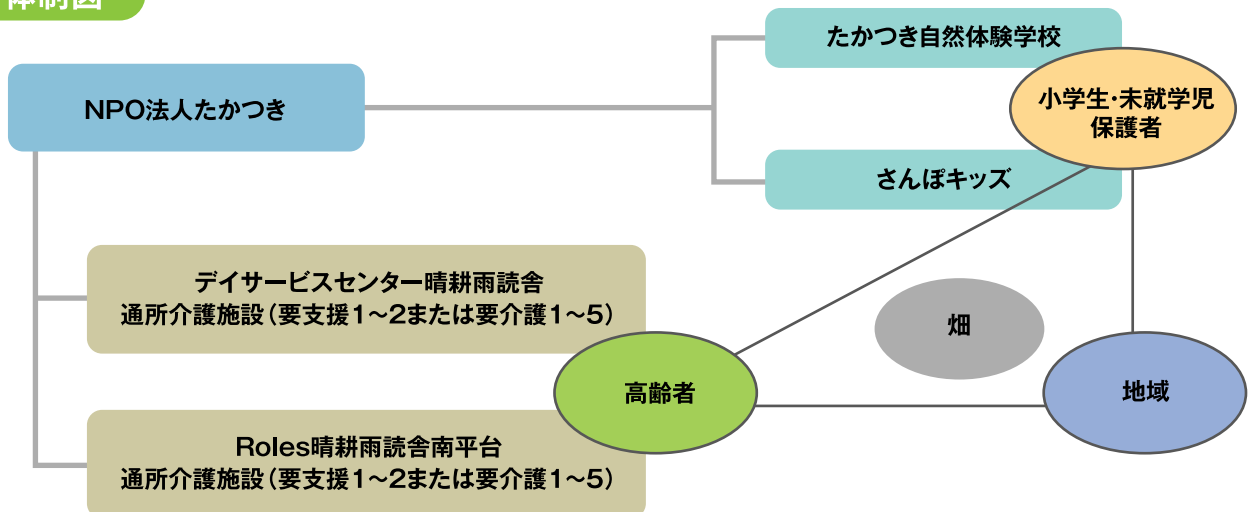 体制図
たかつき自然体験学校
NPO法人たかつき
小学生・未就学児
保護者
さんぽキッズ
デイサービスセンター晴耕雨読舎
通所介護施設（要支援1～2または要介護1～5）
畑
高齢者
地域
Roles晴耕雨読舎南平台
通所介護施設（要支援1～2または要介護1～5）